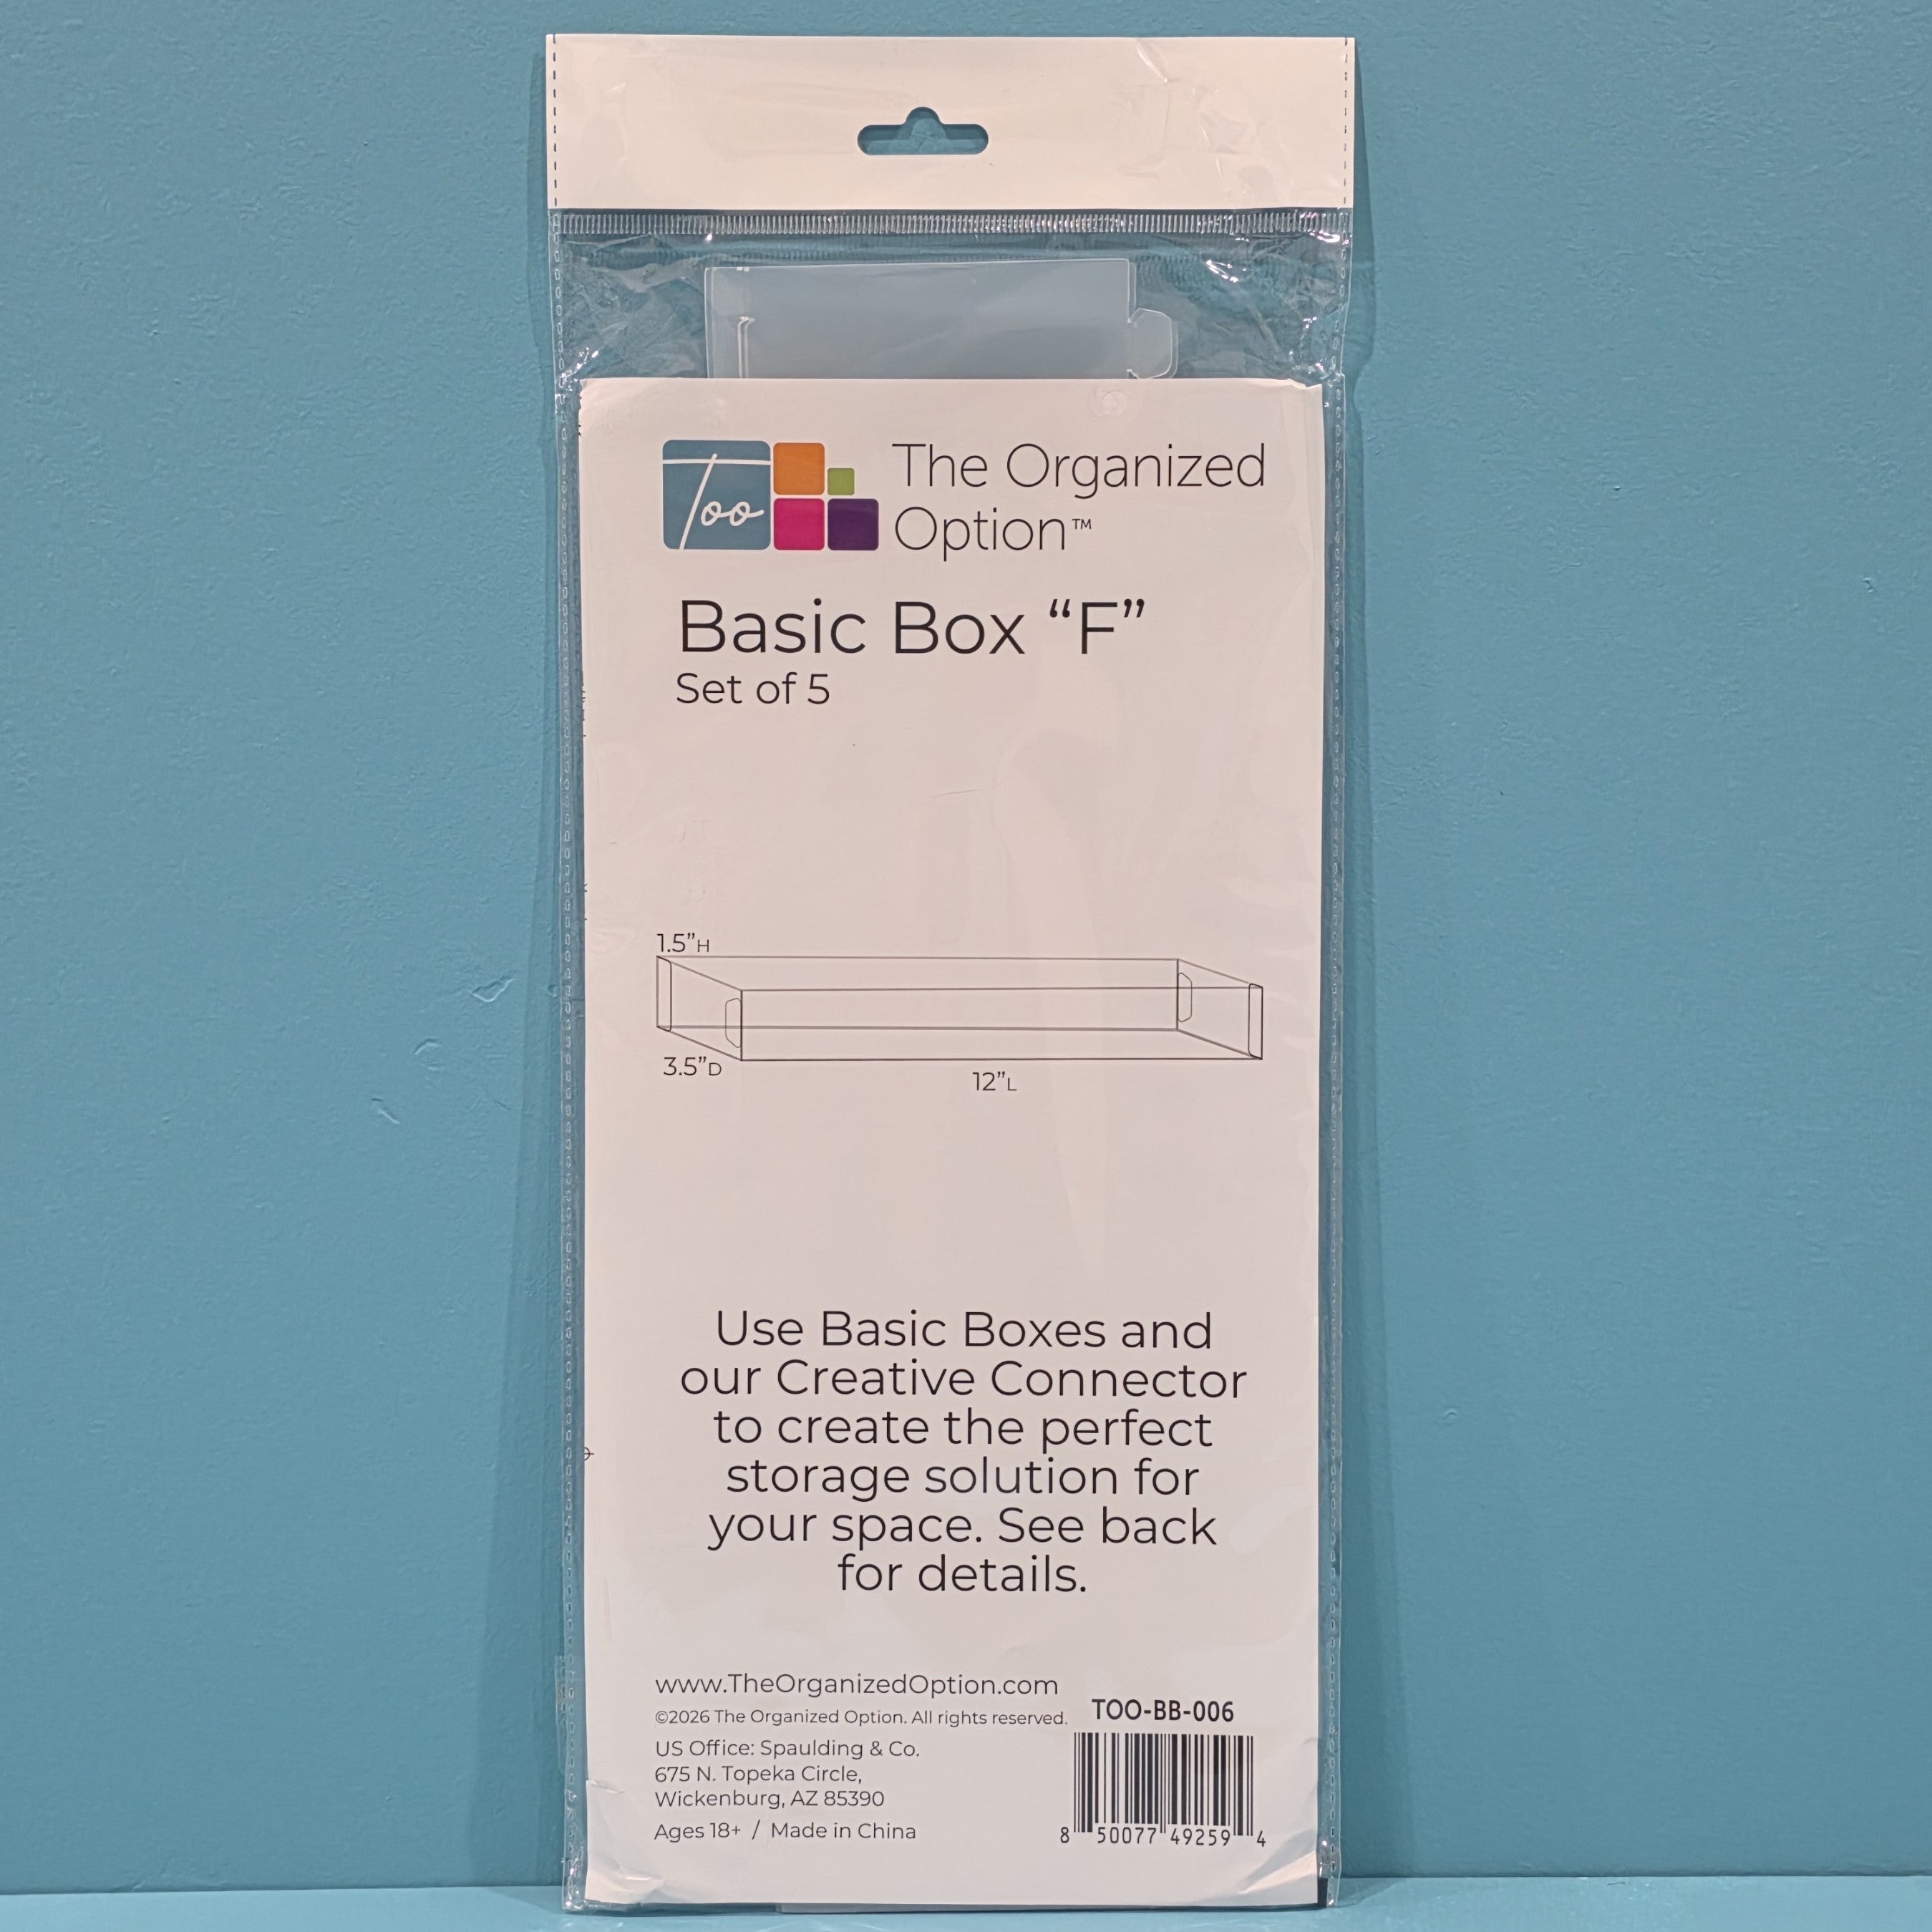 Too
The Organized
Option™
Basic Box “F”
Set of 5
1.5”H
3.5”D
12”L
Use Basic Boxes and
our Creative Connector
to create the perfect
storage solution for
your space. See back
for details.
www.TheOrganizedOption.com
©2026 The Organized Option. All rights reserved.
US Office: Spaulding & Co.
675 N. Topeka Circle,
Wickenburg, AZ 85390
Ages 18+ / Made in China
TOO-BB-006
8 50077 49259 4